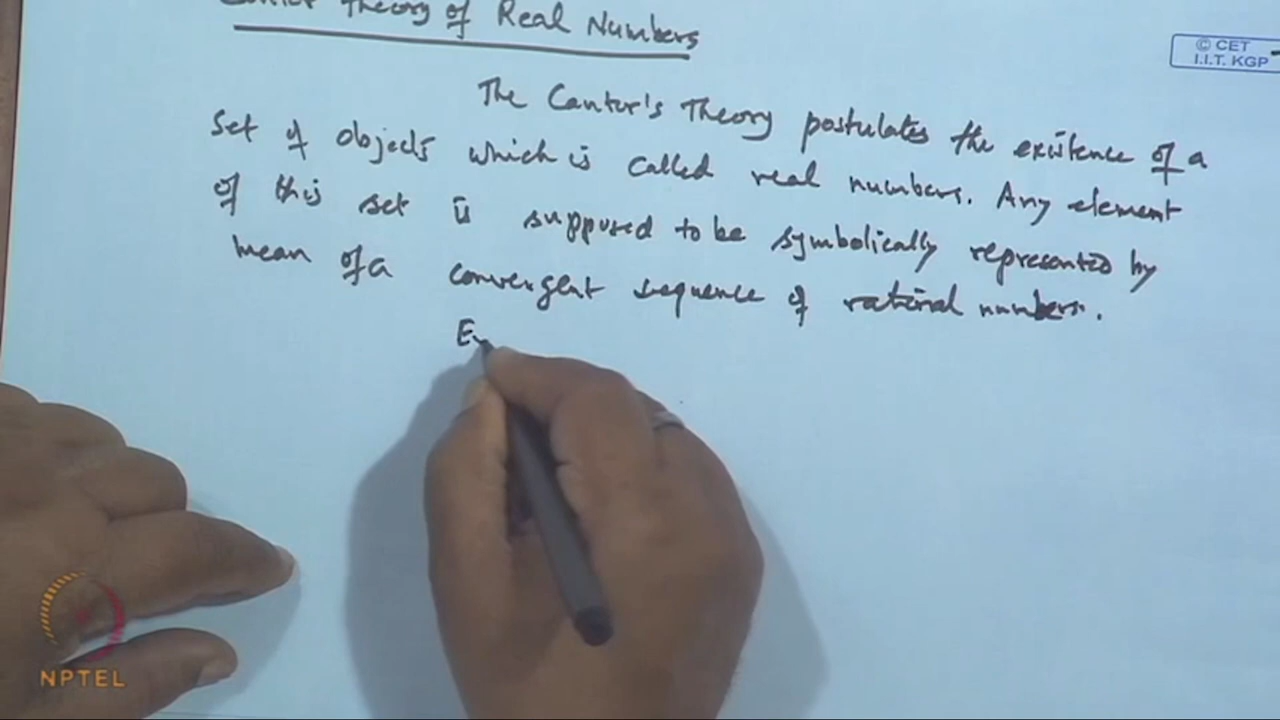 Cantor Theory of Real Numbers
© CET
I.I.T. KGP
The Cantor's Theory postulates the existence of a
set of objects which is called real numbers. Any element
of this set is supposed to be symbolically represented by
mean of a convergent sequence of rational numbers.
Ev
NPTEL